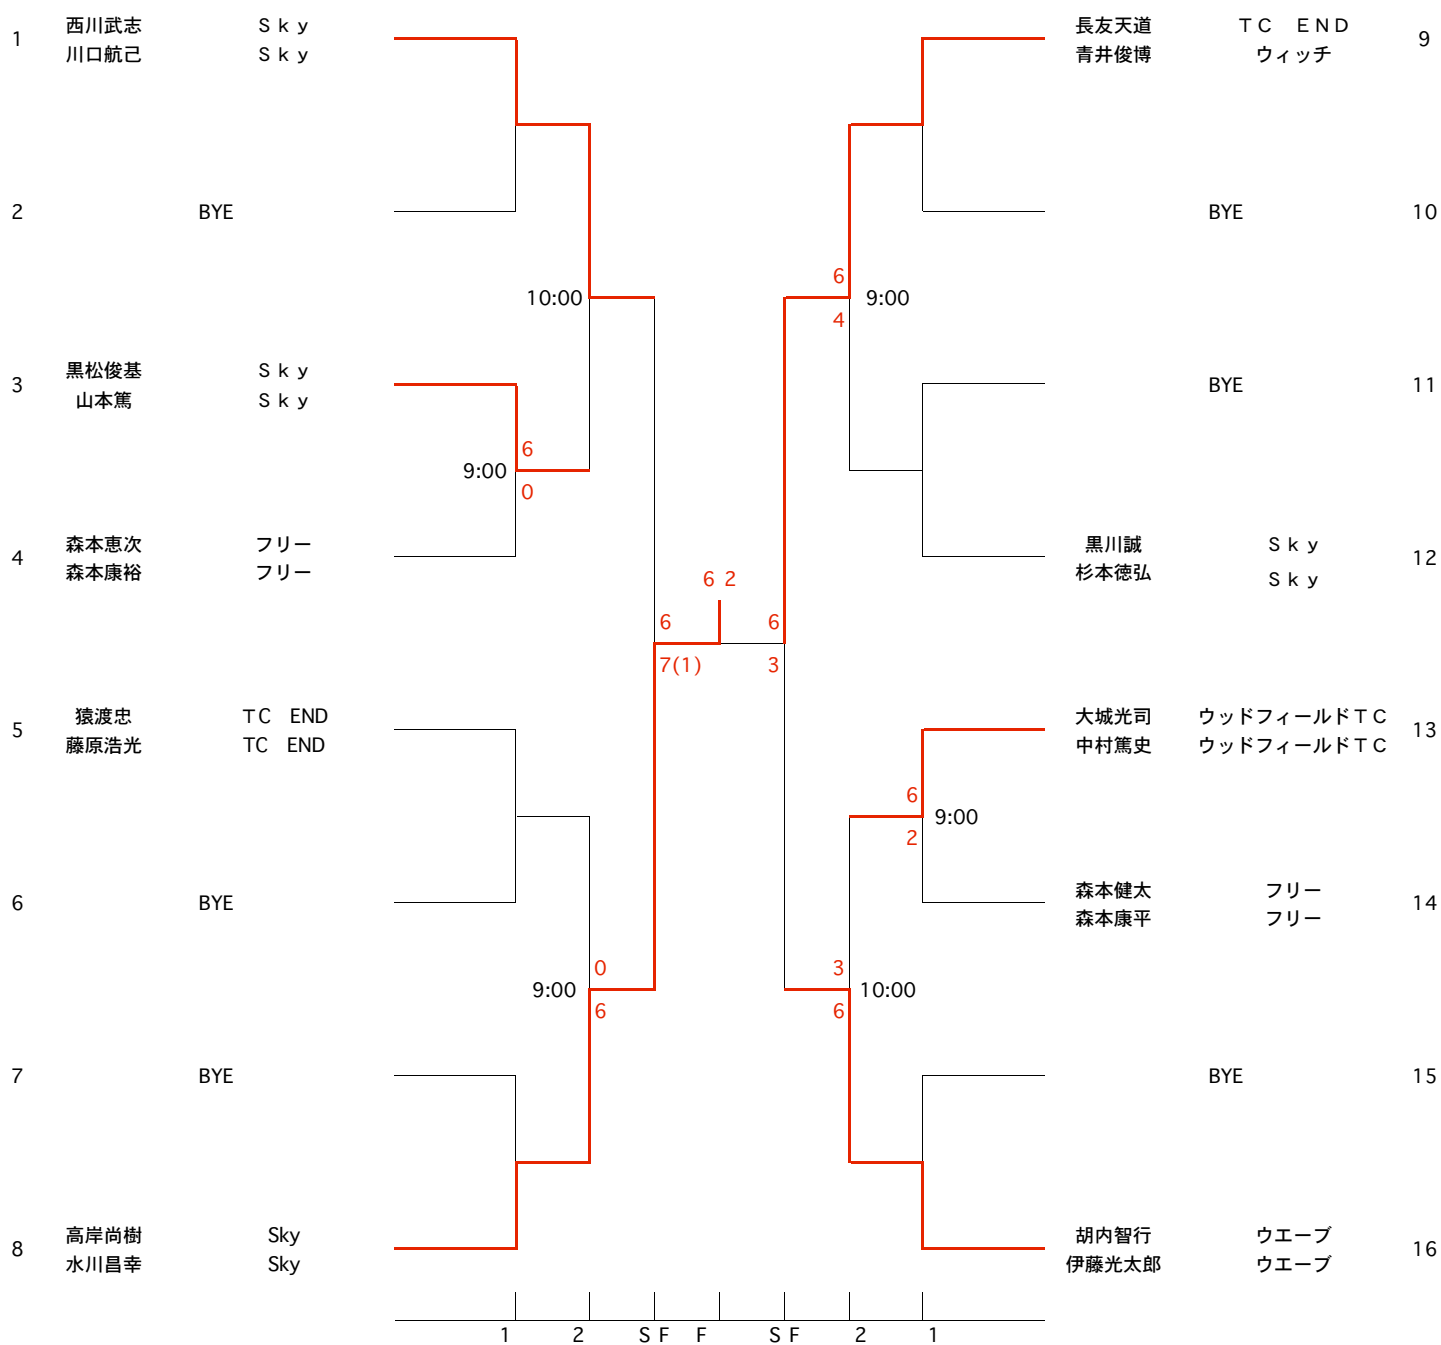 1 西川武志 Ｓｋｙ
川口航己 Ｓｋｙ
2 BYE
10:00
3 黒松俊基 Ｓｋｙ
山本篤 Ｓｋｙ
6
9:00
0
4 森本恵次 フリー
森本康裕 フリー
6 2
6
7(1)
5 猿渡忠 ＴC　END
藤原浩光 TC　END
6 BYE
0
9:00
6
7 BYE
8 高岸尚樹 Sky
水川昌幸 Sky
長友天道 ＴＣ　ＥＮＤ 9
青井俊博 ウィッチ
BYE 10
6
9:00
4
BYE 11
黒川誠 Ｓｋｙ 12
杉本徳弘 Ｓｋｙ
6
3
大城光司 ウッドフィールドＴＣ 13
中村篤史 ウッドフィールドＴＣ
6
9:00
2
森本健太 フリー 14
森本康平 フリー
3
10:00
6
BYE 15
胡内智行 ウエーブ 16
伊藤光太郎 ウエーブ
1 2 ＳＦ F ＳＦ 2 1